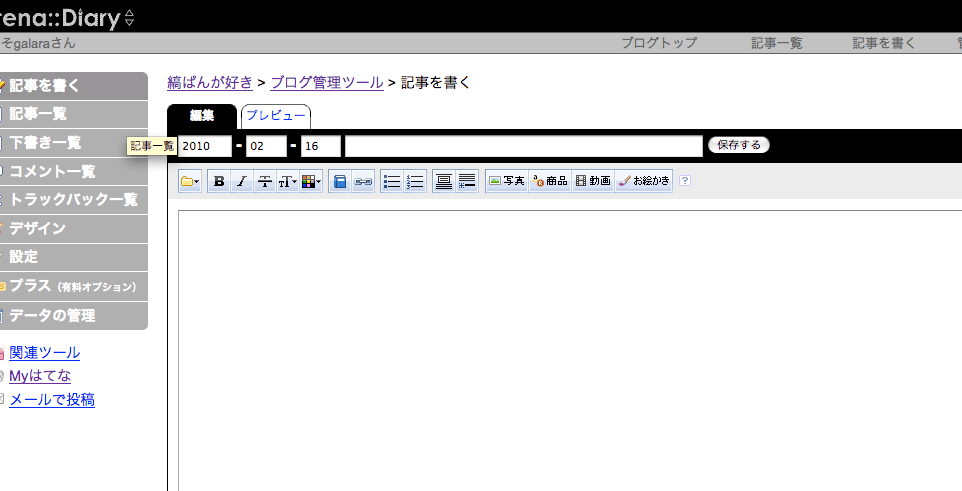 rena::Diary
そgalaraさん ブログトップ 記事一覧 記事を書く
記事を書く
記事一覧
下書き一覧
コメント一覧
トラックバック一覧
デザイン
設定
プラス (有料オプション)
データの管理
関連ツール
Myはてな
メールで投稿
記事一覧
縞ぱんが好き > ブログ管理ツール > 記事を書く
編集 プレビュー
2010 - 02 - 16 保存する
B I T tT 写真 商品 動画 お絵かき ?